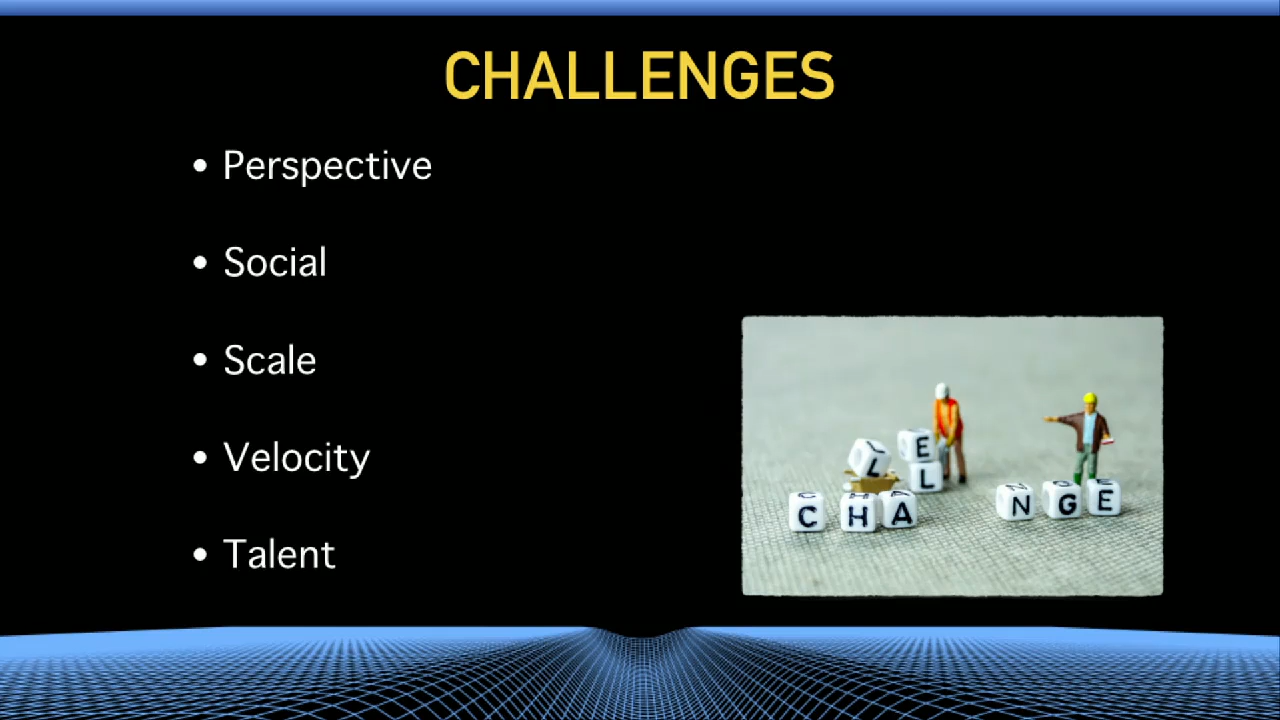 CHALLENGES
• Perspective
• Social
• Scale
• Velocity
• Talent
L E
L
C H A N G E